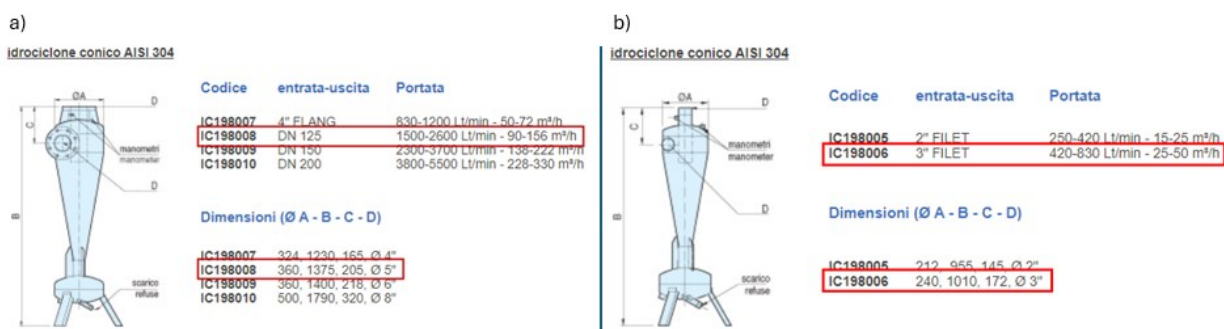 a)
idrociclone conico AISI 304
Codice entrata-uscita Portata
IC198007 4" FLANG 830-1200 Lt/min - 50-72 m³/h
IC198008 DN 125 1500-2600 Lt/min - 90-156 m³/h
IC198009 DN 150 2300-3700 Lt/min - 138-222 m³/h
IC198010 DN 200 3800-5500 Lt/min - 228-330 m³/h
Dimensioni (Ø A - B - C - D)
IC198007 324, 1230, 165, Ø 4"
IC198008 360, 1375, 205, Ø 5"
IC198009 360, 1400, 218, Ø 6"
IC198010 500, 1790, 320, Ø 8"
ØA
D
C
manometri
manometer
D
B
scarico
refuse
b)
idrociclone conico AISI 304
Codice entrata-uscita Portata
IC198005 2" FILET 250-420 Lt/min - 15-25 m³/h
IC198006 3" FILET 420-830 Lt/min - 25-50 m³/h
Dimensioni (Ø A - B - C - D)
IC198005 212, 955, 145, Ø 2"
IC198006 240, 1010, 172, Ø 3"
ØA
D
C
manometri
manometer
D
B
scarico
refuse